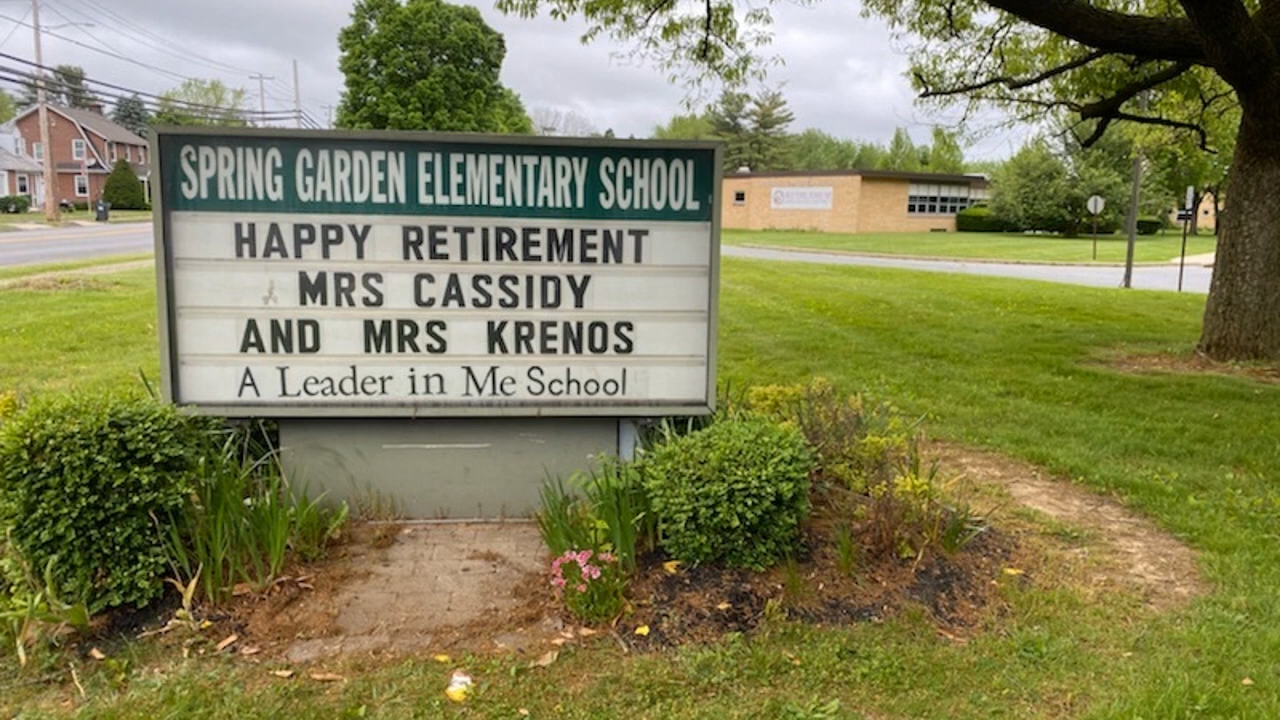 SPRING GARDEN ELEMENTARY SCHOOL
HAPPY RETIREMENT
MRS CASSIDY
AND MRS KRENOS
A Leader in Me School